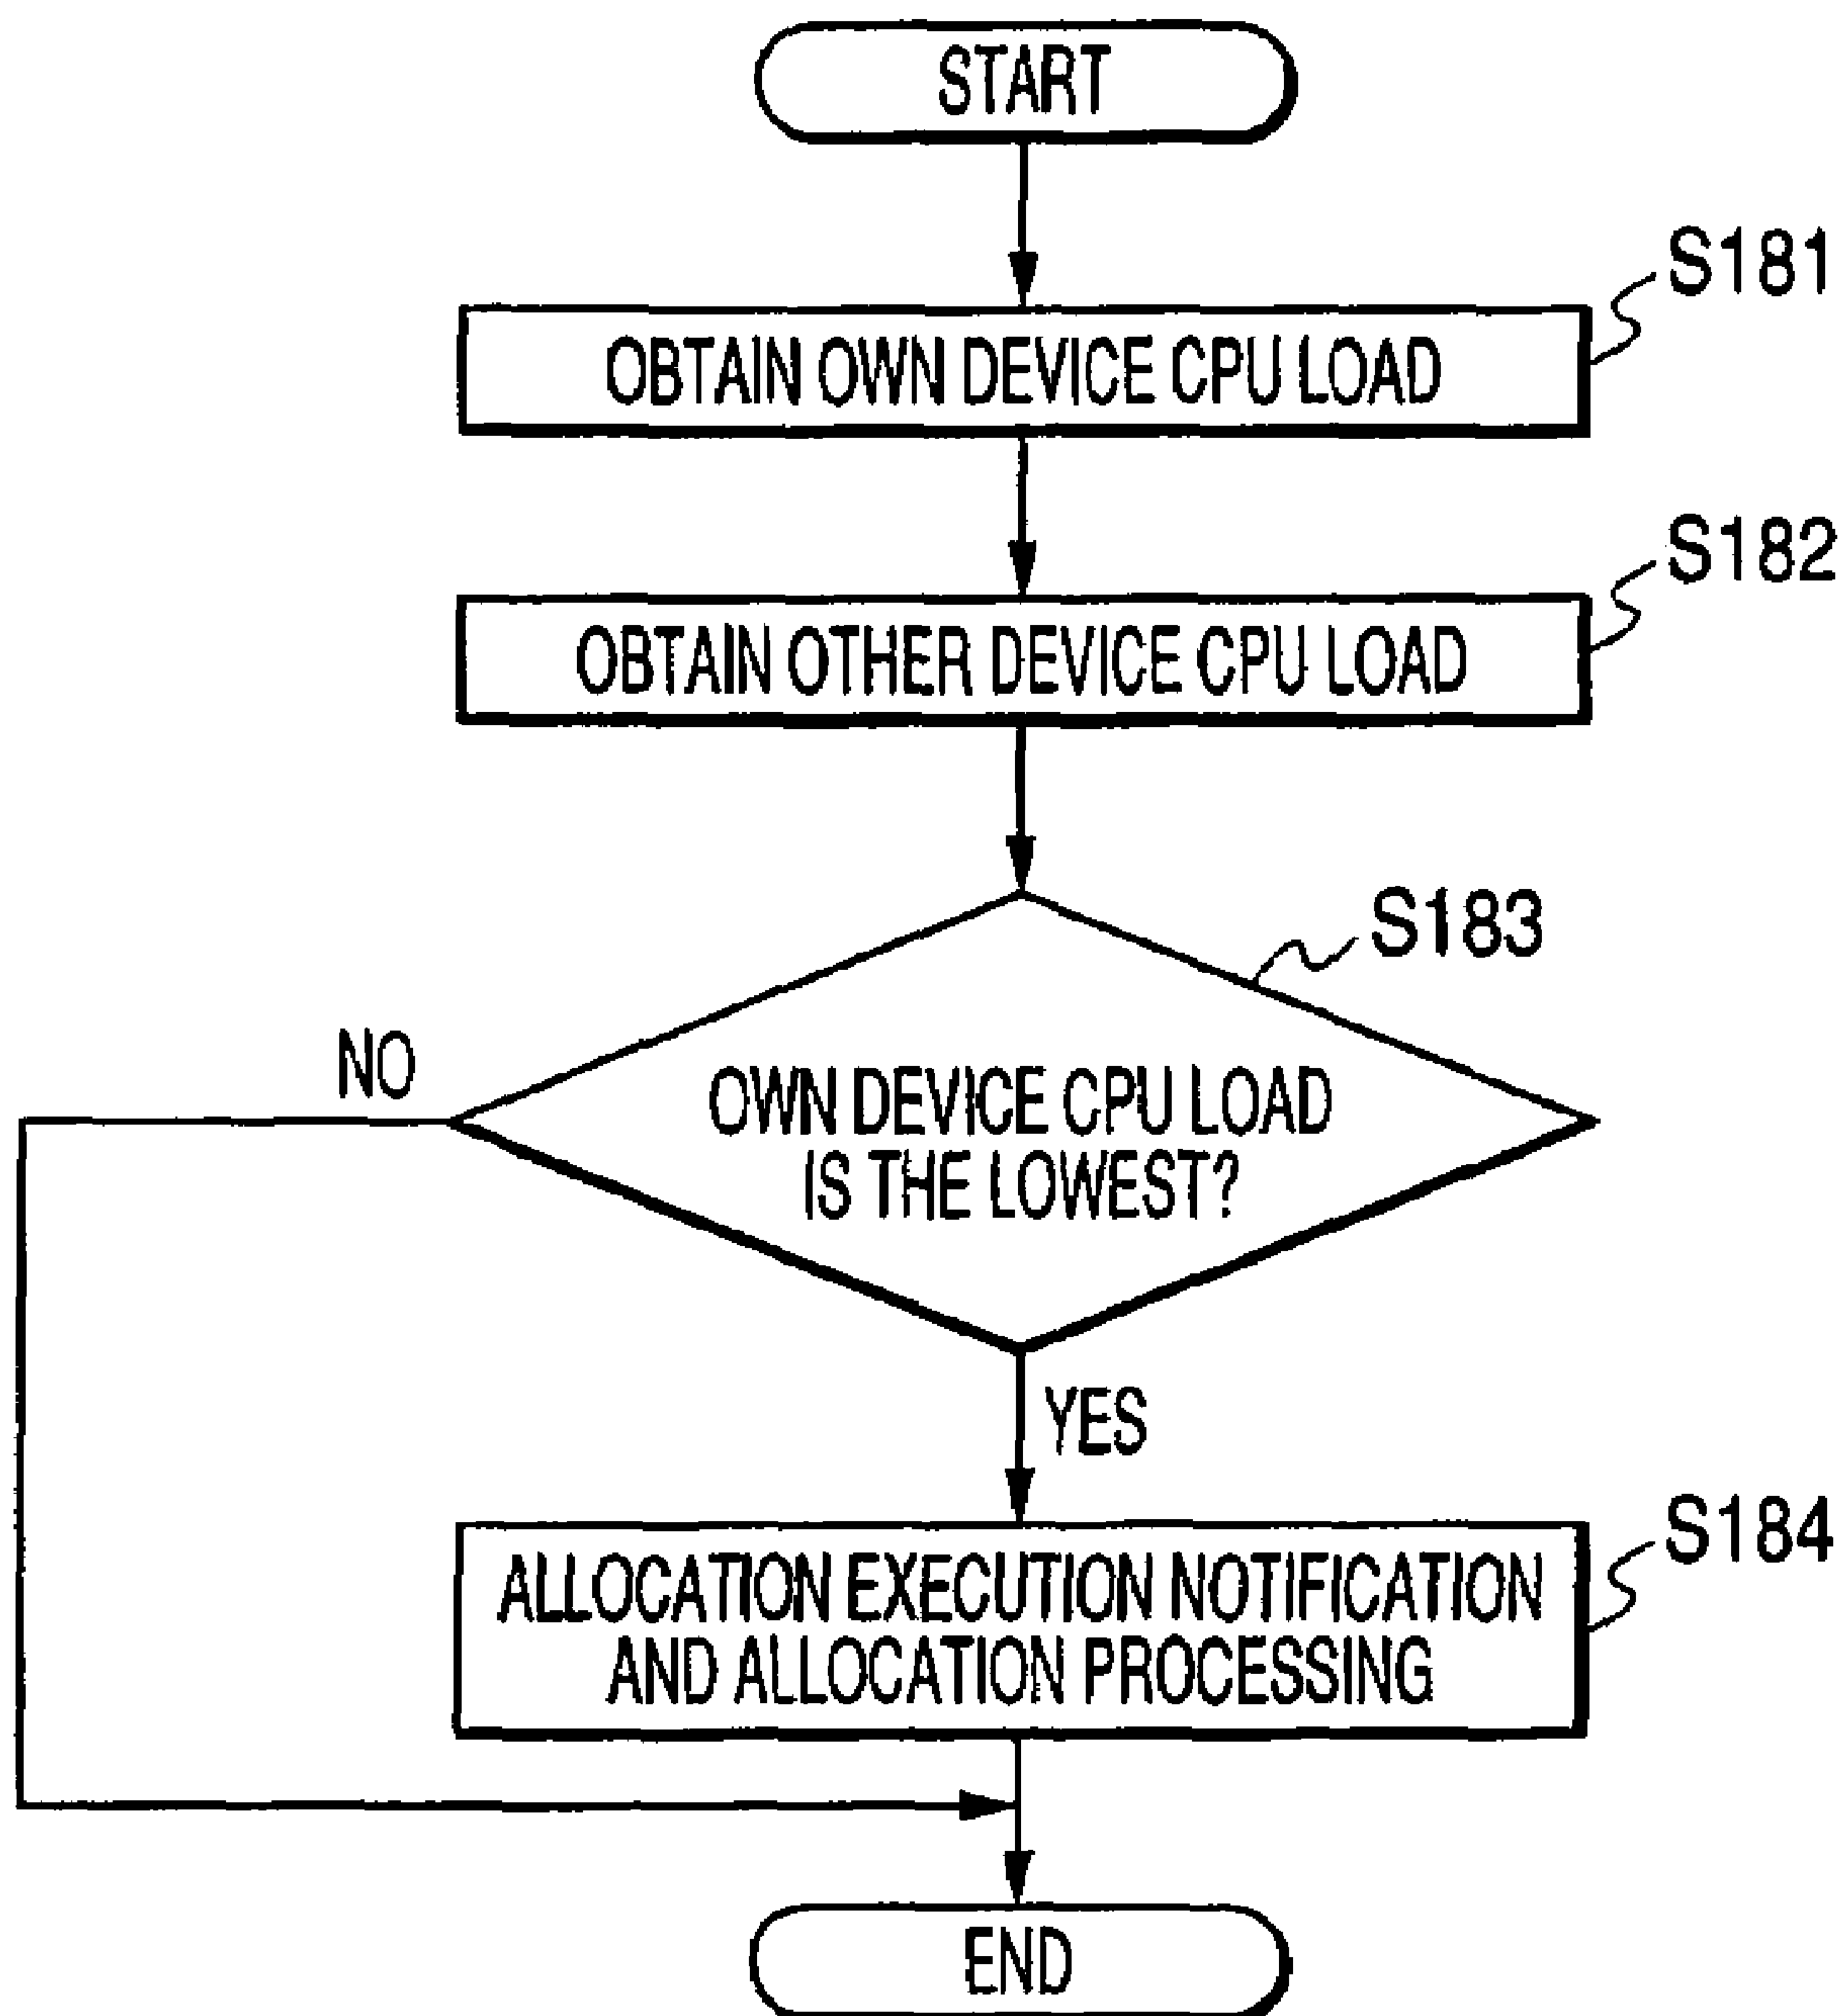 START
S181
OBTAIN OWN DEVICE CPU LOAD
S182
OBTAIN OTHER DEVICE CPU LOAD
S183
NO
OWN DEVICE CPU LOAD
IS THE LOWEST?
YES
S184
ALLOCATION EXECUTION NOTIFICATION
AND ALLOCATION PROCESSING
END